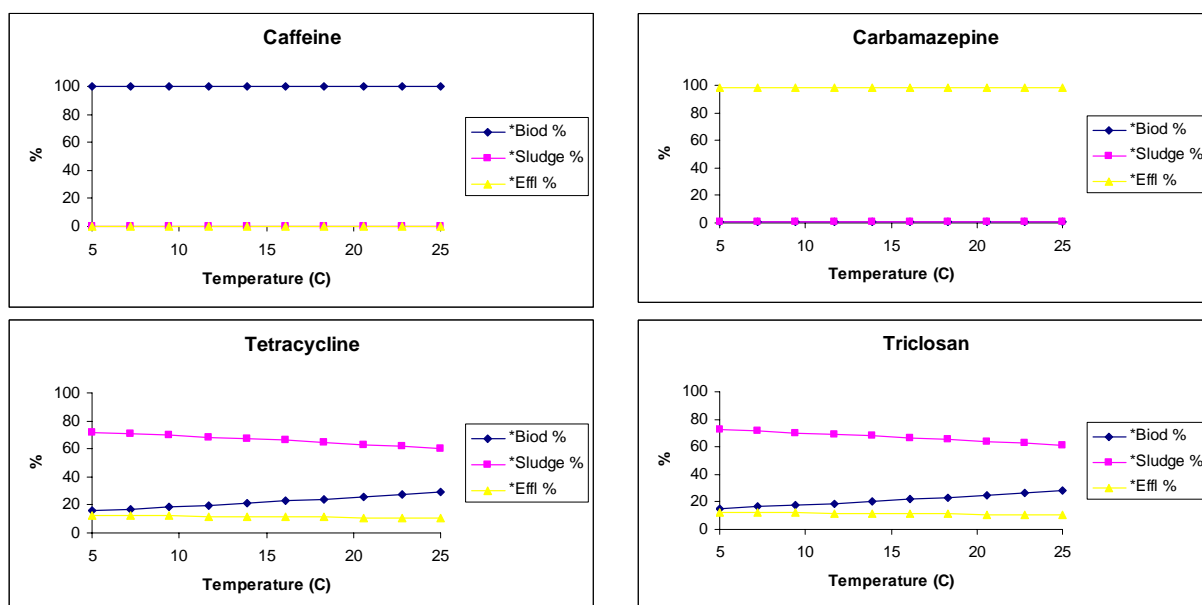 Caffeine
100
80
60
40
20
0
%
5 10 15 20 25
Temperature (C)
*Biod %
*Sludge %
*Effl %
Carbamazepine
100
80
60
40
20
0
%
5 10 15 20 25
Temperature (C)
*Biod %
*Sludge %
*Effl %
Tetracycline
100
80
60
40
20
0
%
5 10 15 20 25
Temperature (C)
*Biod %
*Sludge %
*Effl %
Triclosan
100
80
60
40
20
0
%
5 10 15 20 25
Temperature (C)
*Biod %
*Sludge %
*Effl %